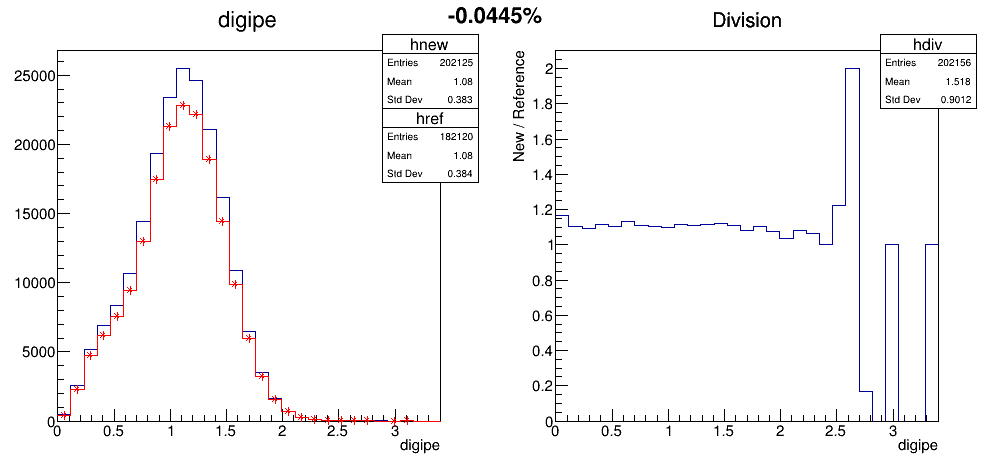 digipe
-0.0445%
Division
hnew
Entries 202125
Mean 1.08
Std Dev 0.383
href
Entries 182120
Mean 1.08
Std Dev 0.384
25000
20000
15000
10000
5000
0
0 0.5 1 1.5 2 2.5 3
digipe
hdiv
Entries 202156
Mean 1.518
Std Dev 0.9012
New / Reference
2
1.8
1.6
1.4
1.2
1
0.8
0.6
0.4
0.2
0
0 0.5 1 1.5 2 2.5 3
digipe